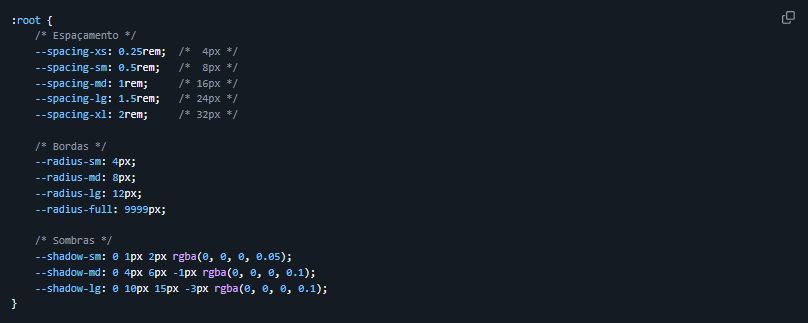 :root {
    /* Espaçamento */
    --spacing-xs: 0.25rem;  /*  4px */
    --spacing-sm: 0.5rem;   /*  8px */
    --spacing-md: 1rem;     /* 16px */
    --spacing-lg: 1.5rem;   /* 24px */
    --spacing-xl: 2rem;     /* 32px */

    /* Bordas */
    --radius-sm: 4px;
    --radius-md: 8px;
    --radius-lg: 12px;
    --radius-full: 9999px;

    /* Sombras */
    --shadow-sm: 0 1px 2px rgba(0, 0, 0, 0.05);
    --shadow-md: 0 4px 6px -1px rgba(0, 0, 0, 0.1);
    --shadow-lg: 0 10px 15px -3px rgba(0, 0, 0, 0.1);
}